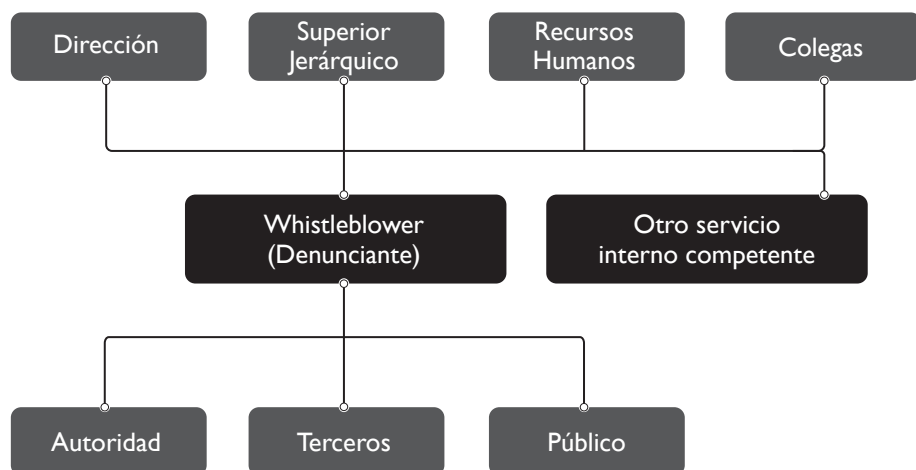 Dirección
Superior
Jerárquico
Recursos
Humanos
Colegas
Whistleblower
(Denunciante)
Otro servicio
interno competente
Autoridad
Terceros
Público